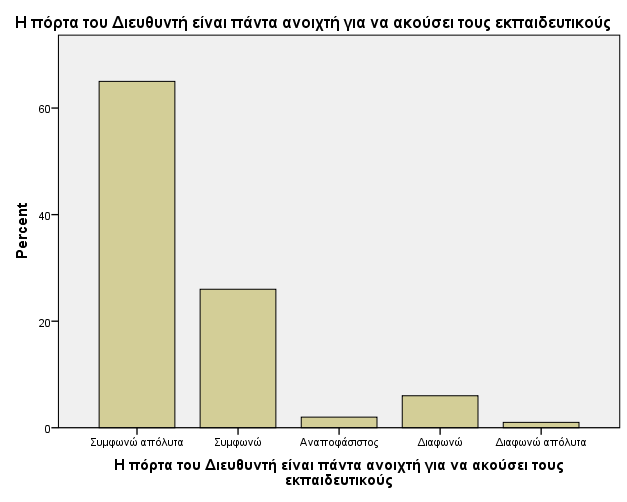 Η πόρτα του Διευθυντή είναι πάντα ανοιχτή για να ακούσει τους εκπαιδευτικούς
60
40
20
0
Percent
Συμφωνώ απόλυτα
Συμφωνώ
Αναποφάσιστος
Διαφωνώ
Διαφωνώ απόλυτα
Η πόρτα του Διευθυντή είναι πάντα ανοιχτή για να ακούσει τους
εκπαιδευτικούς